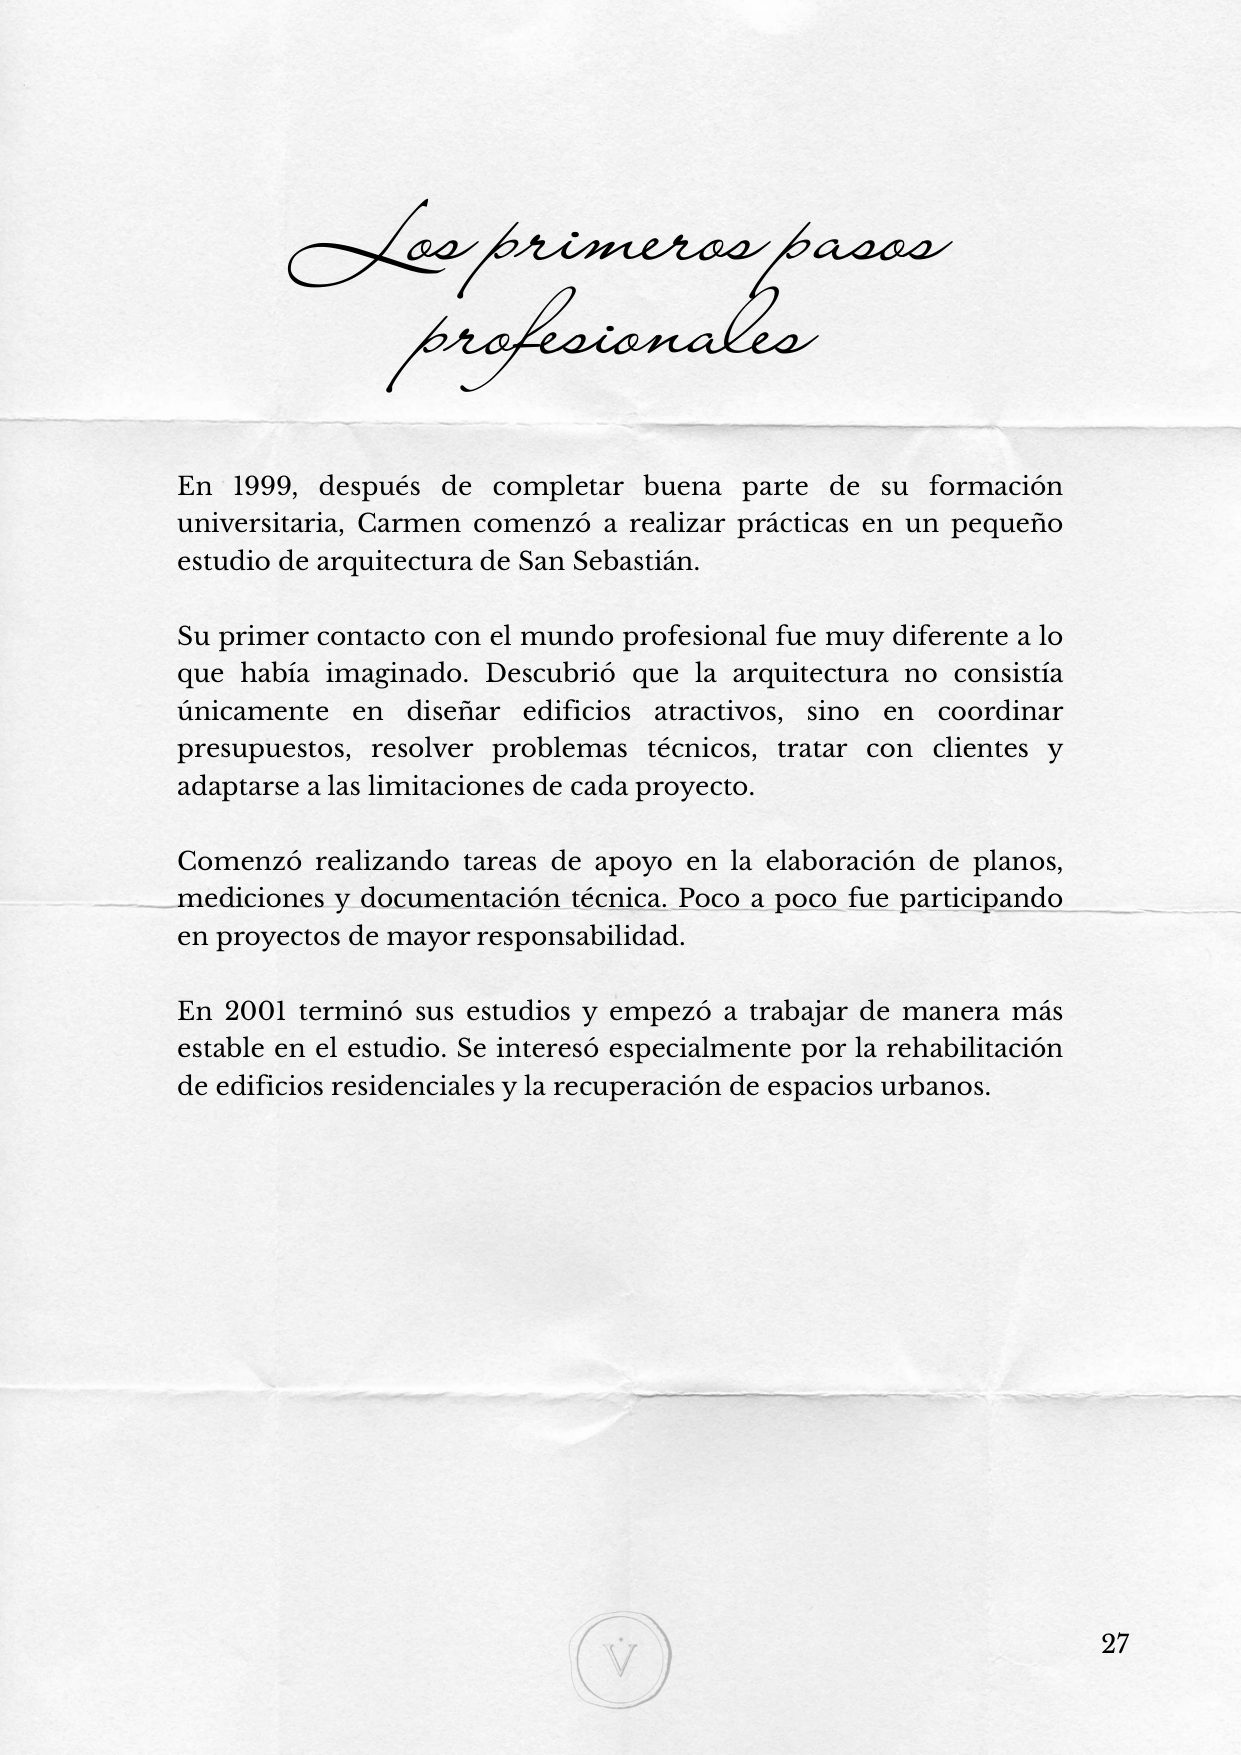 Los primeros pasos
profesionales
En 1999, después de completar buena parte de su formación
universitaria, Carmen comenzó a realizar prácticas en un pequeño
estudio de arquitectura de San Sebastián.
Su primer contacto con el mundo profesional fue muy diferente a lo
que había imaginado. Descubrió que la arquitectura no consistía
únicamente en diseñar edificios atractivos, sino en coordinar
presupuestos, resolver problemas técnicos, tratar con clientes y
adaptarse a las limitaciones de cada proyecto.
Comenzó realizando tareas de apoyo en la elaboración de planos,
mediciones y documentación técnica. Poco a poco fue participando
en proyectos de mayor responsabilidad.
En 2001 terminó sus estudios y empezó a trabajar de manera más
estable en el estudio. Se interesó especialmente por la rehabilitación
de edificios residenciales y la recuperación de espacios urbanos.
V
27